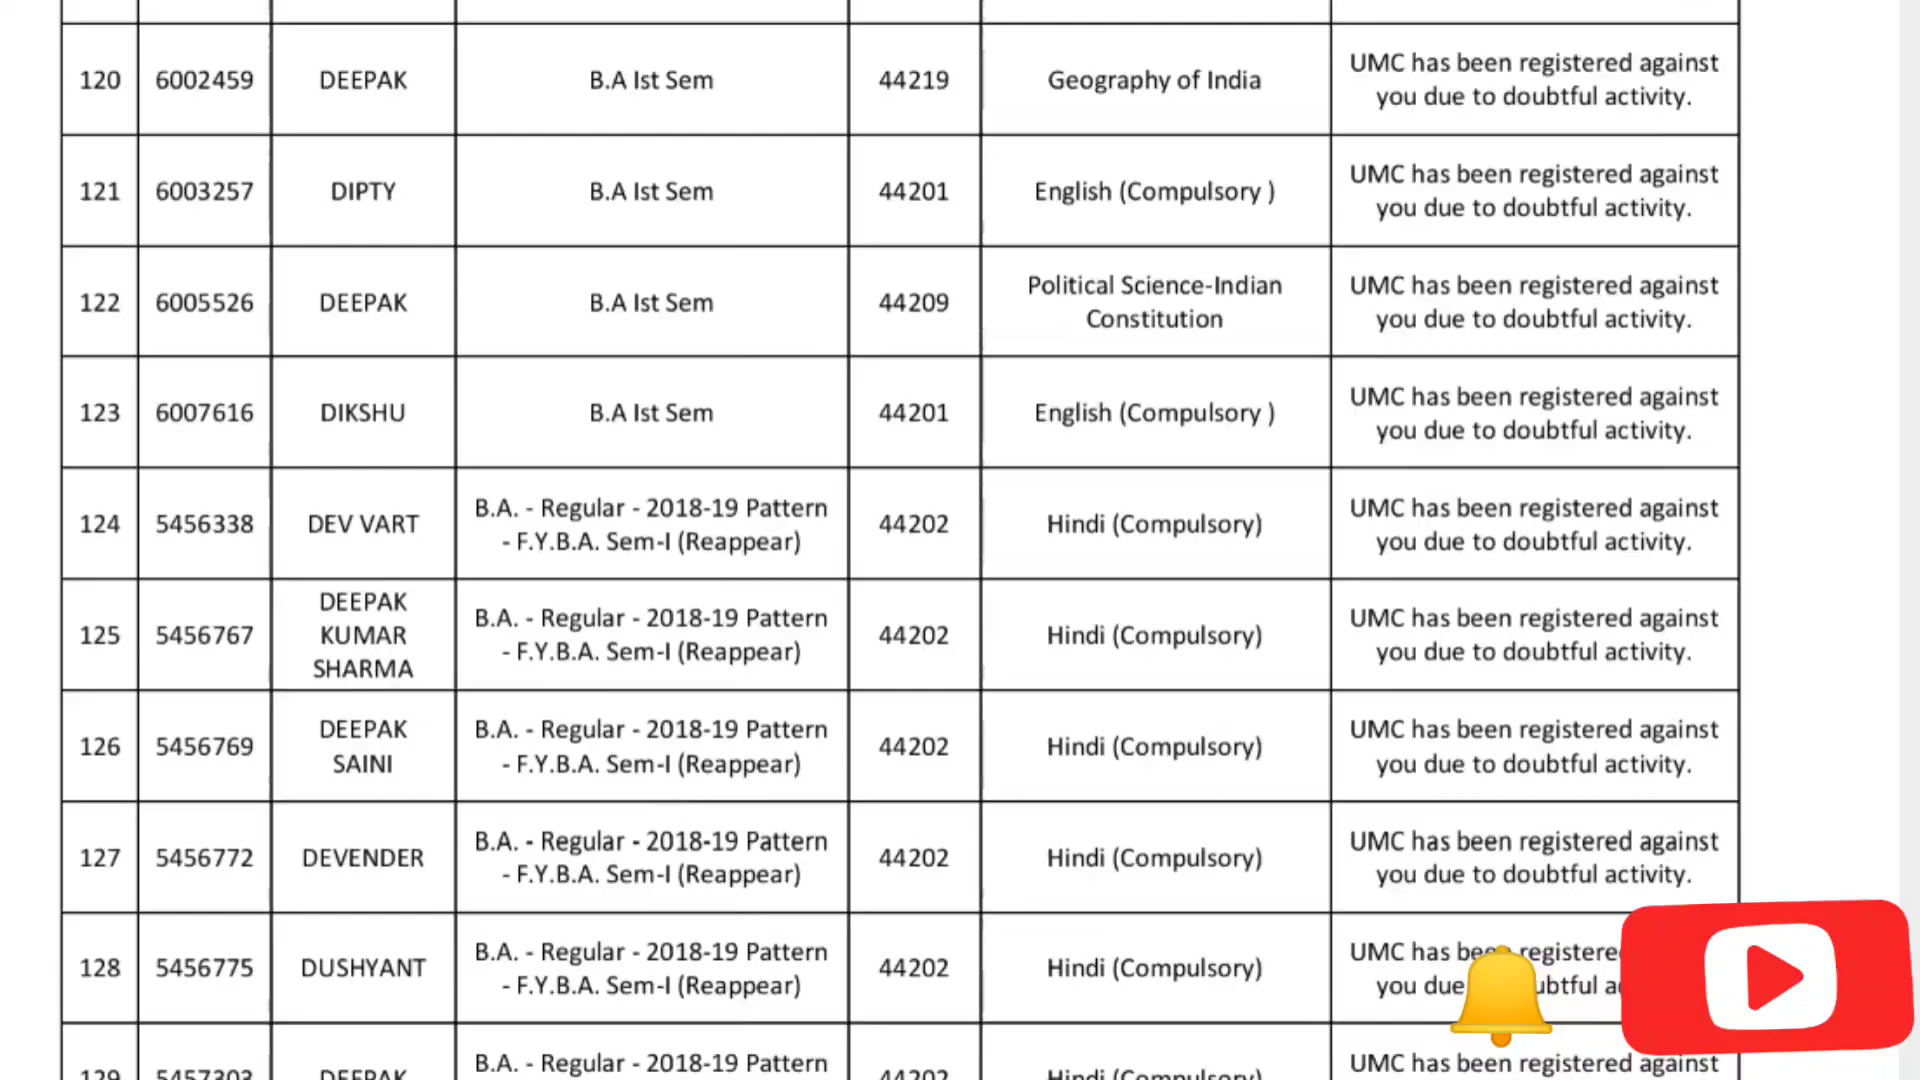 120 6002459 DEEPAK B.A Ist Sem 44219 Geography of India UMC has been registered against
you due to doubtful activity.
121 6003257 DIPTY B.A Ist Sem 44201 English (Compulsory ) UMC has been registered against
you due to doubtful activity.
122 6005526 DEEPAK B.A Ist Sem 44209 Political Science-Indian
Constitution UMC has been registered against
you due to doubtful activity.
123 6007616 DIKSHU B.A Ist Sem 44201 English (Compulsory ) UMC has been registered against
you due to doubtful activity.
124 5456338 DEV VART B.A. - Regular - 2018-19 Pattern
- F.Y.B.A. Sem-I (Reappear) 44202 Hindi (Compulsory) UMC has been registered against
you due to doubtful activity.
125 5456767 DEEPAK
KUMAR
SHARMA B.A. - Regular - 2018-19 Pattern
- F.Y.B.A. Sem-I (Reappear) 44202 Hindi (Compulsory) UMC has been registered against
you due to doubtful activity.
126 5456769 DEEPAK
SAINI B.A. - Regular - 2018-19 Pattern
- F.Y.B.A. Sem-I (Reappear) 44202 Hindi (Compulsory) UMC has been registered against
you due to doubtful activity.
127 5456772 DEVENDER B.A. - Regular - 2018-19 Pattern
- F.Y.B.A. Sem-I (Reappear) 44202 Hindi (Compulsory) UMC has been registered against
you due to doubtful activity.
128 5456775 DUSHYANT B.A. - Regular - 2018-19 Pattern
- F.Y.B.A. Sem-I (Reappear) 44202 Hindi (Compulsory) UMC has
you due
129 5457303 DEEPAK B.A. - Regular - 2018-19 Pattern
44202 Hindi (Compulsory) UMC has been registered against